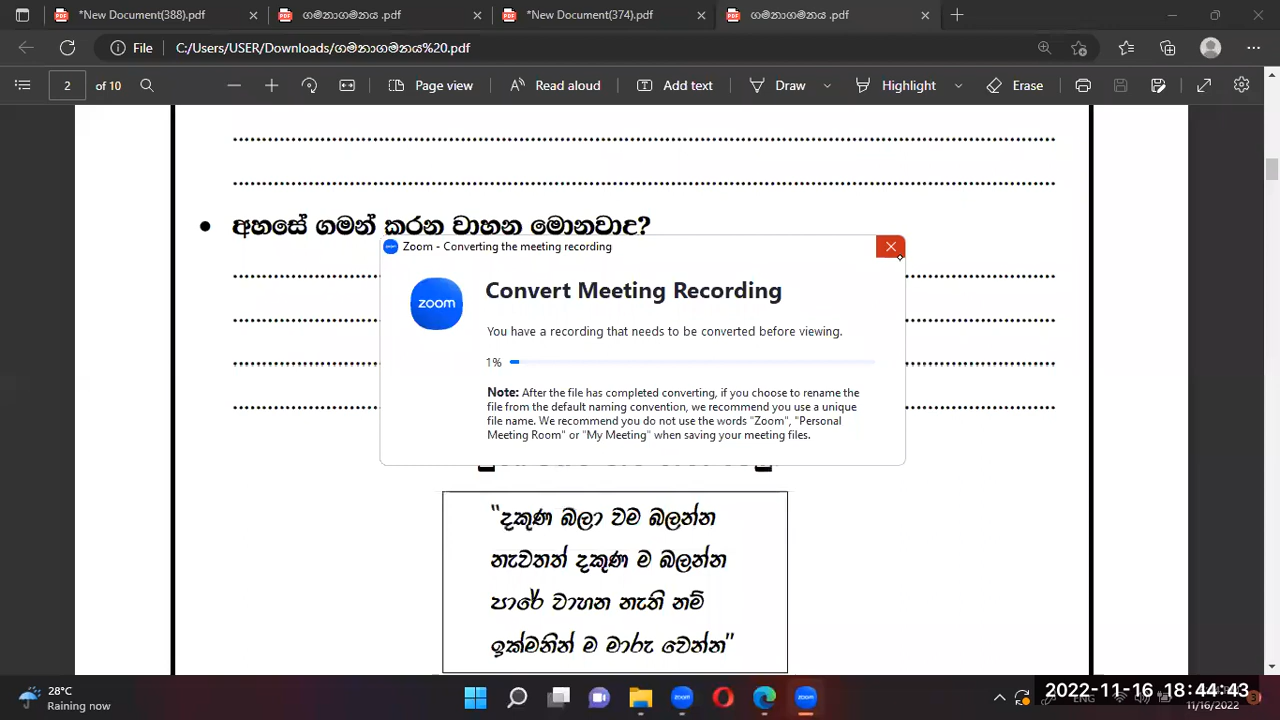 *New Document(388).pdf
ගමනාගමනය .pdf
*New Document(374).pdf
ගමනාගමනය .pdf
File C:/Users/USER/Downloads/ගමනාගමනය%20.pdf
2 of 10 Page view Read aloud Add text Draw Highlight Erase
• අහසේ ගමන් කරන වාහන මොනවාද?
Zoom - Converting the meeting recording
zoom
Convert Meeting Recording
You have a recording that needs to be converted before viewing.
1%
Note: After the file has completed converting, if you choose to rename the
file from the default naming convention, we recommend you use a unique
file name. We recommend you do not use the words "Zoom", "Personal
Meeting Room" or "My Meeting" when saving your meeting files.
"දකුණ බලා වම බලන්න
නැවතත් දකුණ ම බලන්න
පාරේ වාහන නැති නම්
ඉක්මනින් ම මාරු වෙන්න"
28°C
Raining now
ENG
2022-11-16 18:44:43
11/16/2022